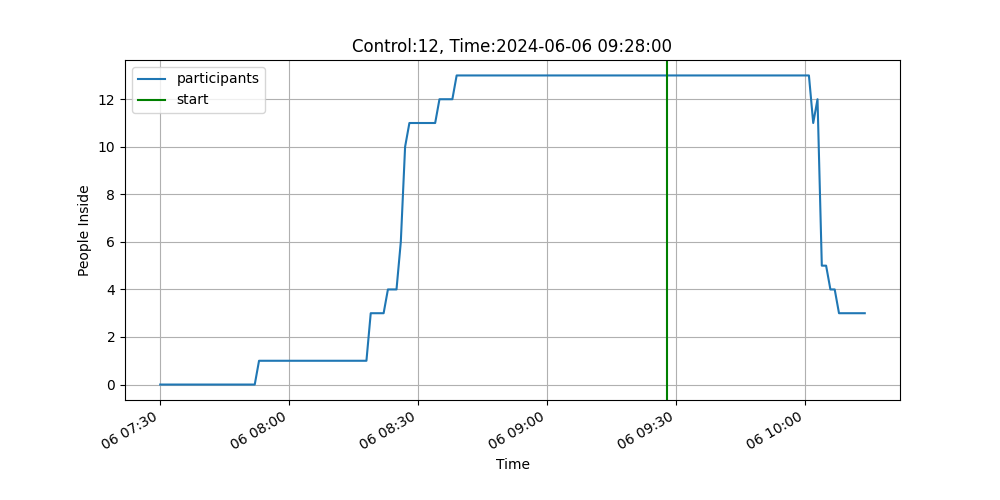 Control:12, Time:2024-06-06 09:28:00
participants
start
12
10
8
6
4
2
0
People Inside
06 07:30
06 08:00
06 08:30
06 09:00
06 09:30
06 10:00
Time